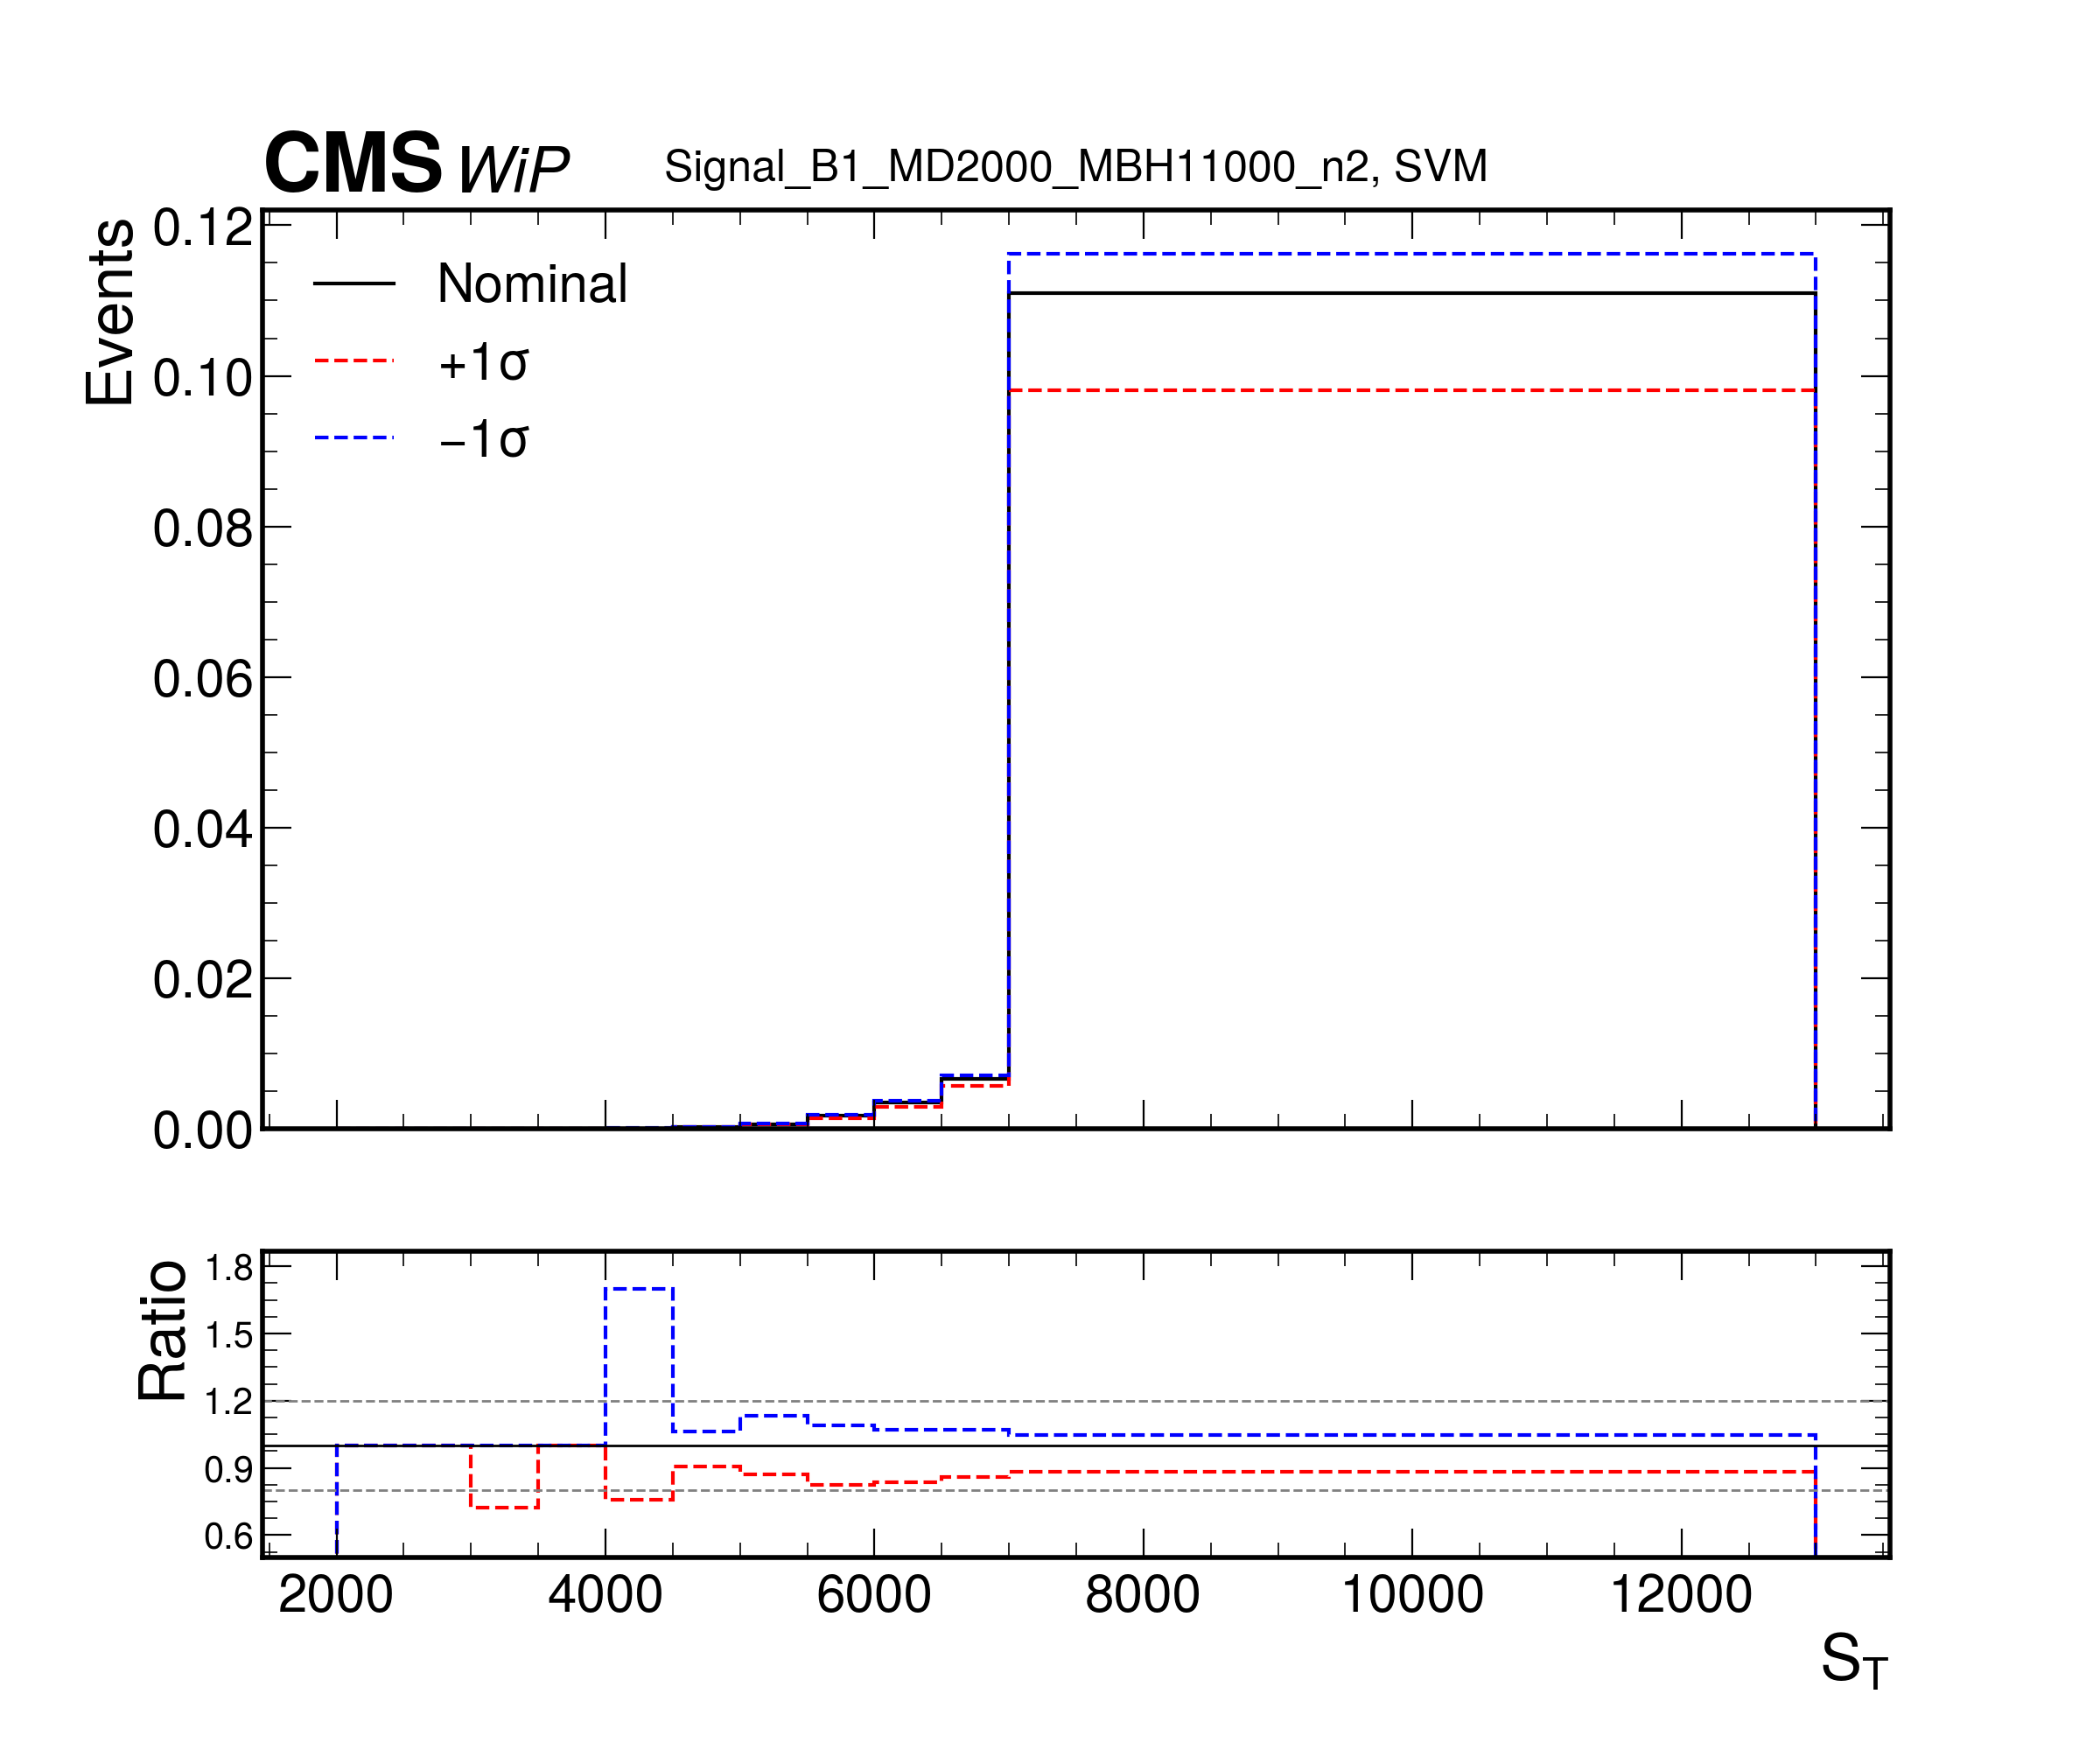 CMS WiP Signal_B1_MD2000_MBH11000_n2, SVM
Events
0.12
0.10
0.08
0.06
0.04
0.02
0.00
Nominal
+1σ
−1σ
Ratio
1.8
1.5
1.2
0.9
0.6
2000 4000 6000 8000 10000 12000
S_T